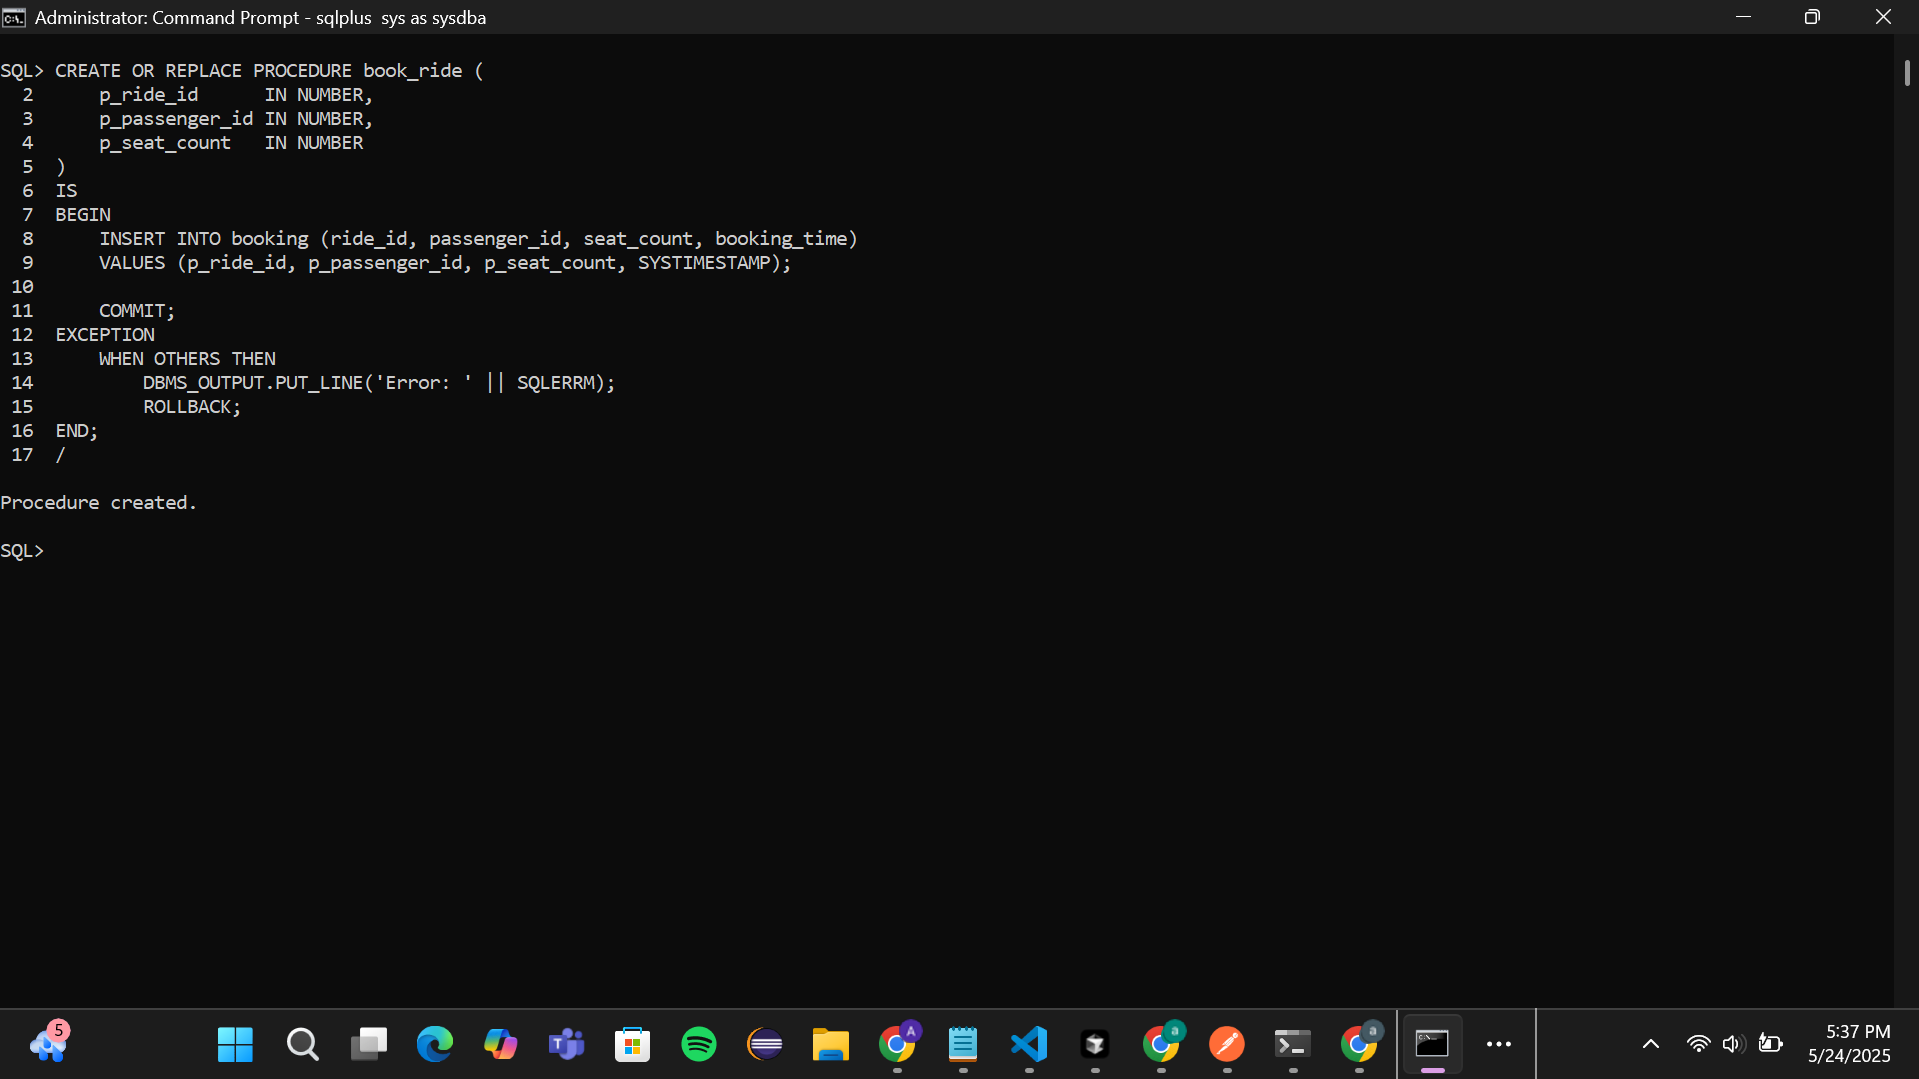 Administrator: Command Prompt - sqlplus  sys as sysdba
SQL> CREATE OR REPLACE PROCEDURE book_ride (
  2      p_ride_id      IN NUMBER,
  3      p_passenger_id IN NUMBER,
  4      p_seat_count   IN NUMBER
  5  )
  6  IS
  7  BEGIN
  8      INSERT INTO booking (ride_id, passenger_id, seat_count, booking_time)
  9      VALUES (p_ride_id, p_passenger_id, p_seat_count, SYSTIMESTAMP);
 10
 11      COMMIT;
 12  EXCEPTION
 13      WHEN OTHERS THEN
 14          DBMS_OUTPUT.PUT_LINE('Error: ' || SQLERRM);
 15          ROLLBACK;
 16  END;
 17  /
Procedure created.
SQL>
5
A
a
a
5:37 PM
5/24/2025